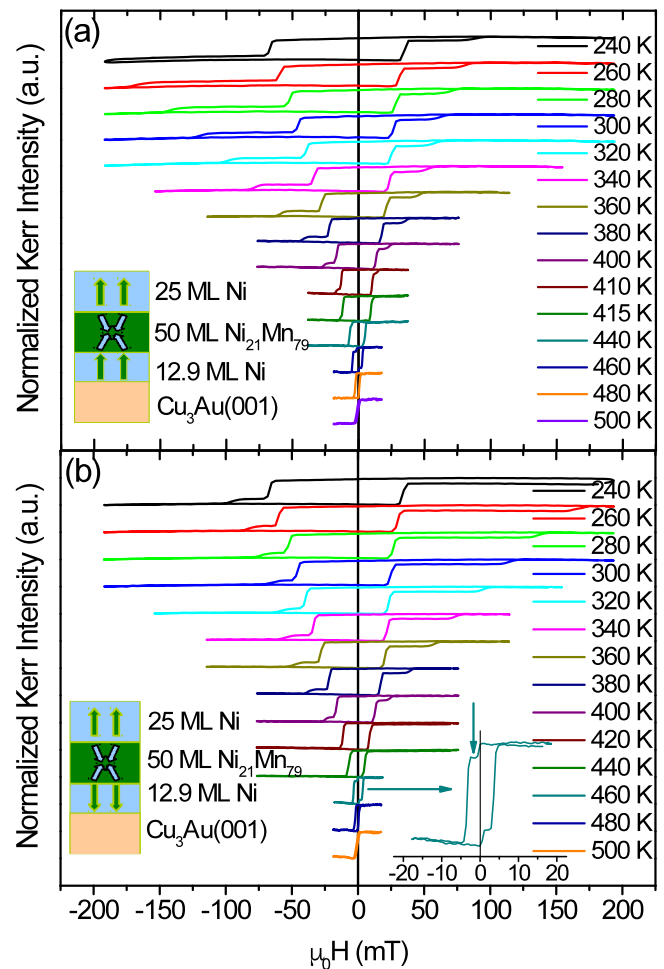 (a)
Normalized Kerr Intensity (a.u.)
240 K
260 K
280 K
300 K
320 K
340 K
360 K
380 K
400 K
410 K
415 K
440 K
460 K
480 K
500 K
25 ML Ni
50 ML Ni₂₁Mn₇₉
12.9 ML Ni
Cu₃Au(001)
(b)
Normalized Kerr Intensity (a.u.)
240 K
260 K
280 K
300 K
320 K
340 K
360 K
380 K
400 K
420 K
440 K
460 K
480 K
500 K
25 ML Ni
50 ML Ni₂₁Mn₇₉
12.9 ML Ni
Cu₃Au(001)
-20 -10 0 10 20
-200 -150 -100 -50 0 50 100 150 200
μ₀H (mT)